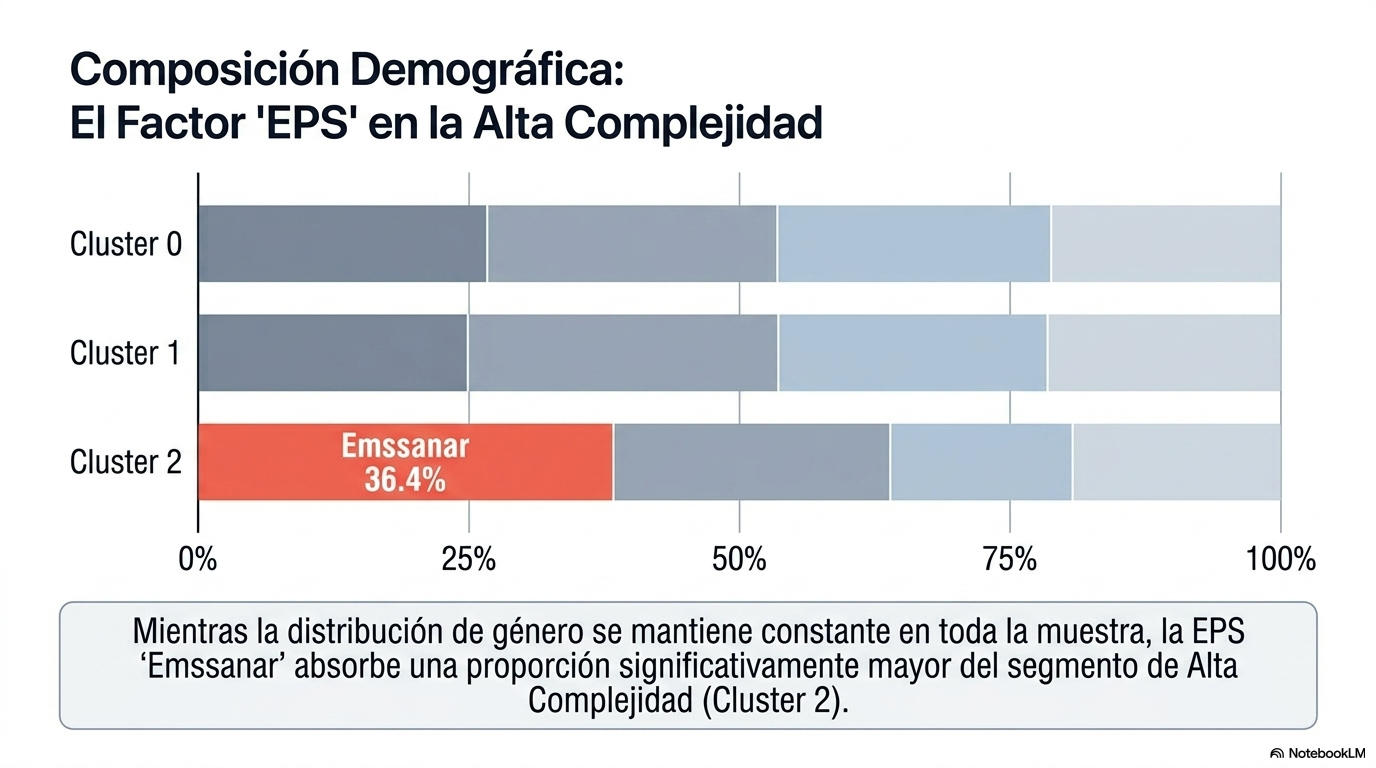 Composición Demográfica:
El Factor 'EPS' en la Alta Complejidad
Cluster 0
Cluster 1
Cluster 2
Emssanar
36.4%
0%
25%
50%
75%
100%
Mientras la distribución de género se mantiene constante en toda la muestra, la EPS
‘Emssanar’ absorbe una proporción significativamente mayor del segmento de Alta
Complejidad (Cluster 2).
NotebookLM